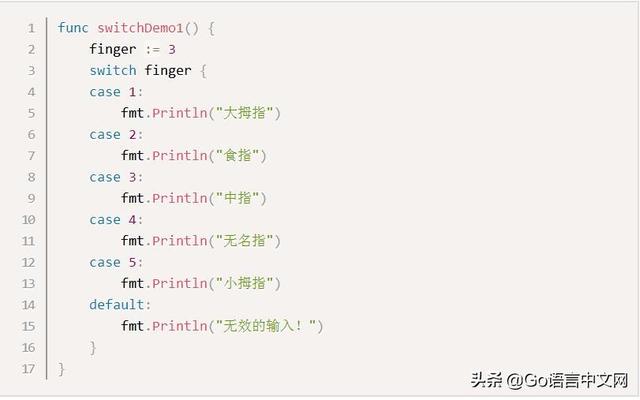 1 func switchDemo1() {
2     finger := 3
3     switch finger {
4     case 1:
5         fmt.Println("大拇指")
6     case 2:
7         fmt.Println("食指")
8     case 3:
9         fmt.Println("中指")
10     case 4:
11         fmt.Println("无名指")
12     case 5:
13         fmt.Println("小拇指")
14     default:
15         fmt.Println("无效的输入！")
16     }
17 }
头条 @Go语言中文网